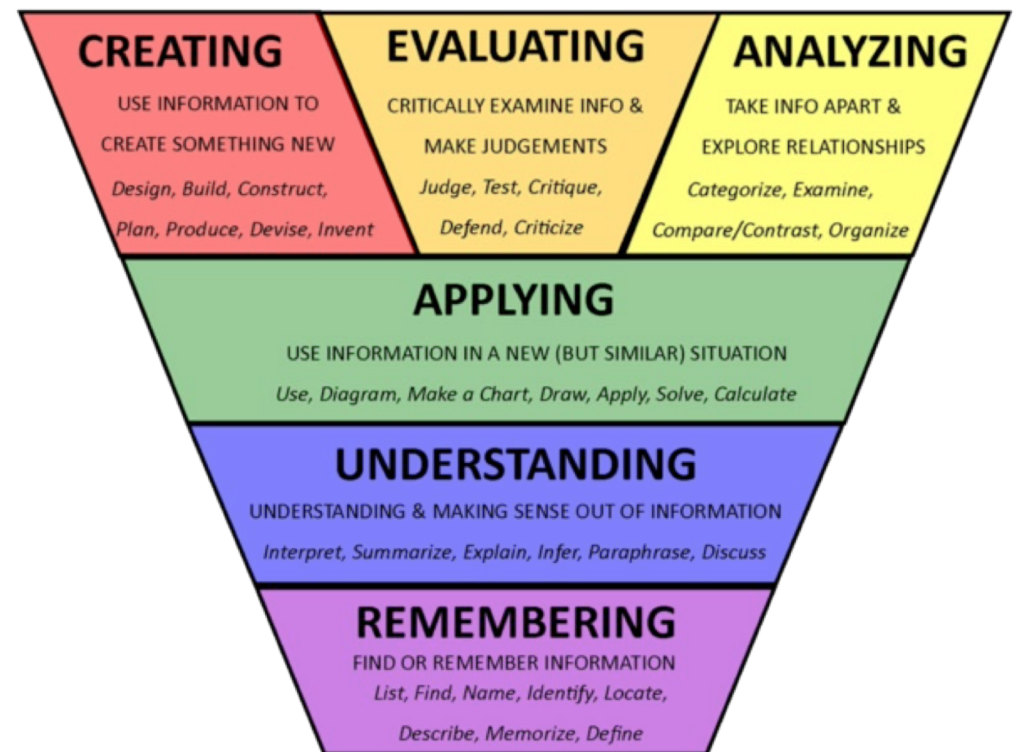 CREATING
USE INFORMATION TO
CREATE SOMETHING NEW
Design, Build, Construct,
Plan, Produce, Devise, Invent
EVALUATING
CRITICALLY EXAMINE INFO &
MAKE JUDGEMENTS
Judge, Test, Critique,
Defend, Criticize
ANALYZING
TAKE INFO APART &
EXPLORE RELATIONSHIPS
Categorize, Examine,
Compare/Contrast, Organize
APPLYING
USE INFORMATION IN A NEW (BUT SIMILAR) SITUATION
Use, Diagram, Make a Chart, Draw, Apply, Solve, Calculate
UNDERSTANDING
UNDERSTANDING & MAKING SENSE OUT OF INFORMATION
Interpret, Summarize, Explain, Infer, Paraphrase, Discuss
REMEMBERING
FIND OR REMEMBER INFORMATION
List, Find, Name, Identify, Locate,
Describe, Memorize, Define